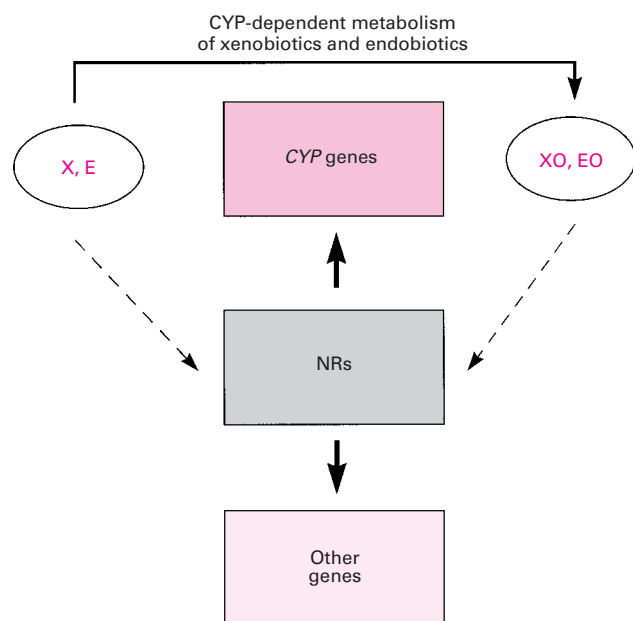 CYP-dependent metabolism
of xenobiotics and endobiotics
X, E
CYP genes
XO, EO
NRs
Other
genes